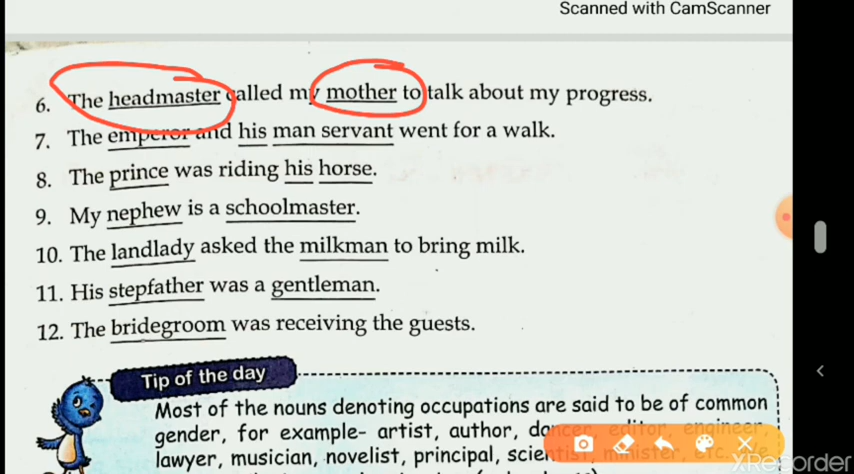 Scanned with CamScanner
6. The headmaster called my mother to talk about my progress.
7. The emperor and his man servant went for a walk.
8. The prince was riding his horse.
9. My nephew is a schoolmaster.
10. The landlady asked the milkman to bring milk.
11. His stepfather was a gentleman.
12. The bridegroom was receiving the guests.
Tip of the day
Most of the nouns denoting occupations are said to be of common
gender, for example- artist, author, dancer, editor, engineer,
lawyer, musician, novelist, principal, scientist, minister, etc.
XRecorder